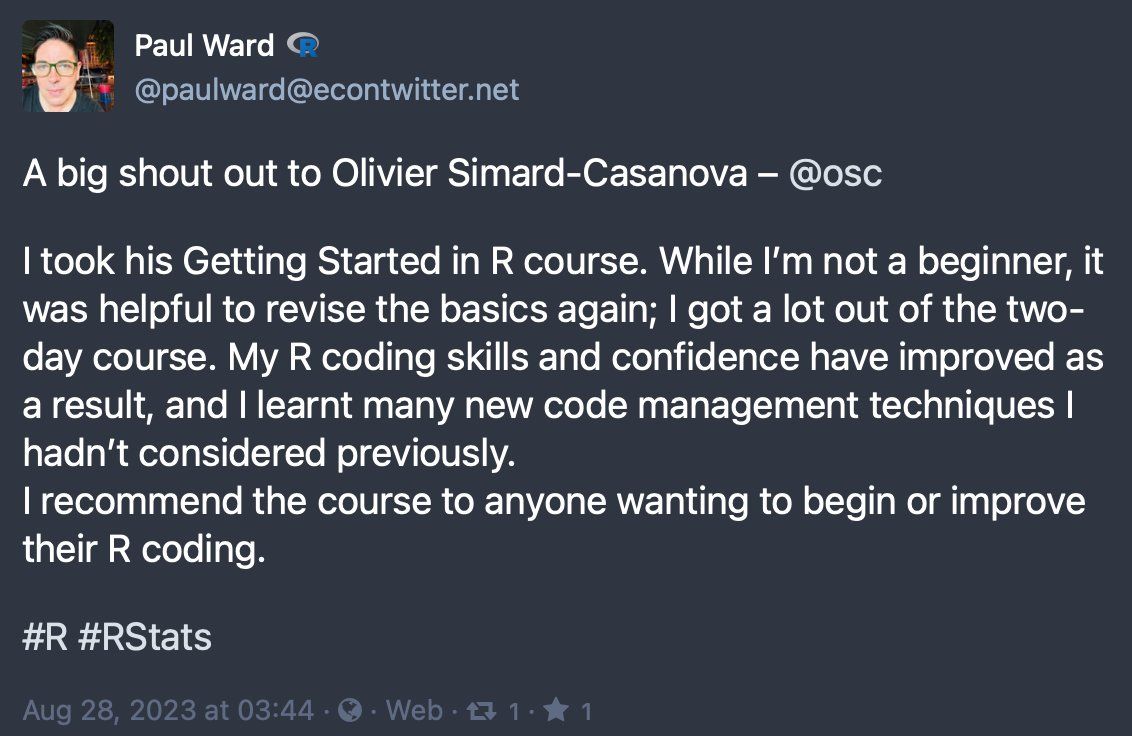 Paul Ward R
@paulward@econtwitter.net
A big shout out to Olivier Simard-Casanova – @osc
I took his Getting Started in R course. While I’m not a beginner, it
was helpful to revise the basics again; I got a lot out of the two-
day course. My R coding skills and confidence have improved as
a result, and I learnt many new code management techniques I
hadn’t considered previously.
I recommend the course to anyone wanting to begin or improve
their R coding.
#R #RStats
Aug 28, 2023 at 03:44 · · Web · 1 · 1